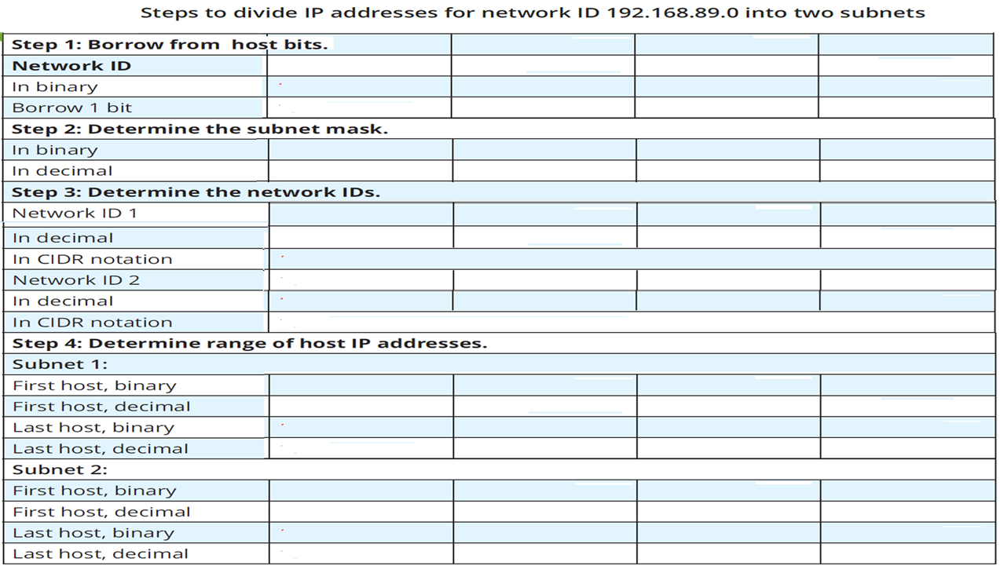 Steps to divide IP addresses for network ID 192.168.89.0 into two subnets
Step 1: Borrow from host bits.
Network ID
In binary
Borrow 1 bit
Step 2: Determine the subnet mask.
In binary
In decimal
Step 3: Determine the network IDs.
Network ID 1
In decimal
In CIDR notation
Network ID 2
In decimal
In CIDR notation
Step 4: Determine range of host IP addresses.
Subnet 1:
First host, binary
First host, decimal
Last host, binary
Last host, decimal
Subnet 2:
First host, binary
First host, decimal
Last host, binary
Last host, decimal